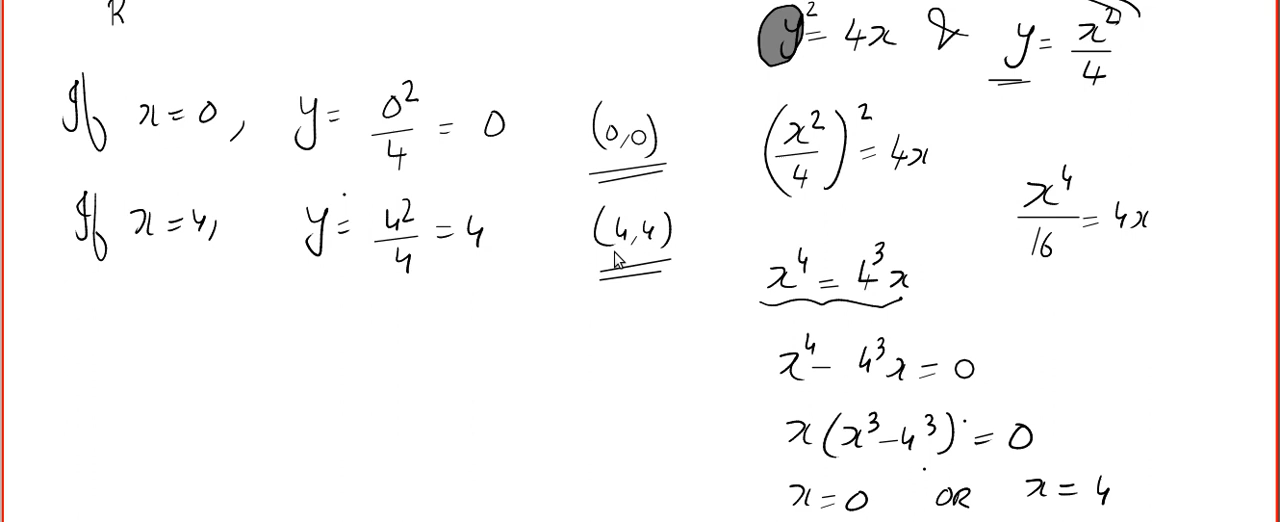 R
If x = 0, y = 0²/4 = 0 (0,0)
If x = 4, y = 4²/4 = 4 (4,4)
y² = 4x & y = x²/4
(x²/4)² = 4x
x⁴/16 = 4x
x⁴ = 4³x
x⁴ - 4³x = 0
x(x³ - 4³) = 0
x = 0 OR x = 4